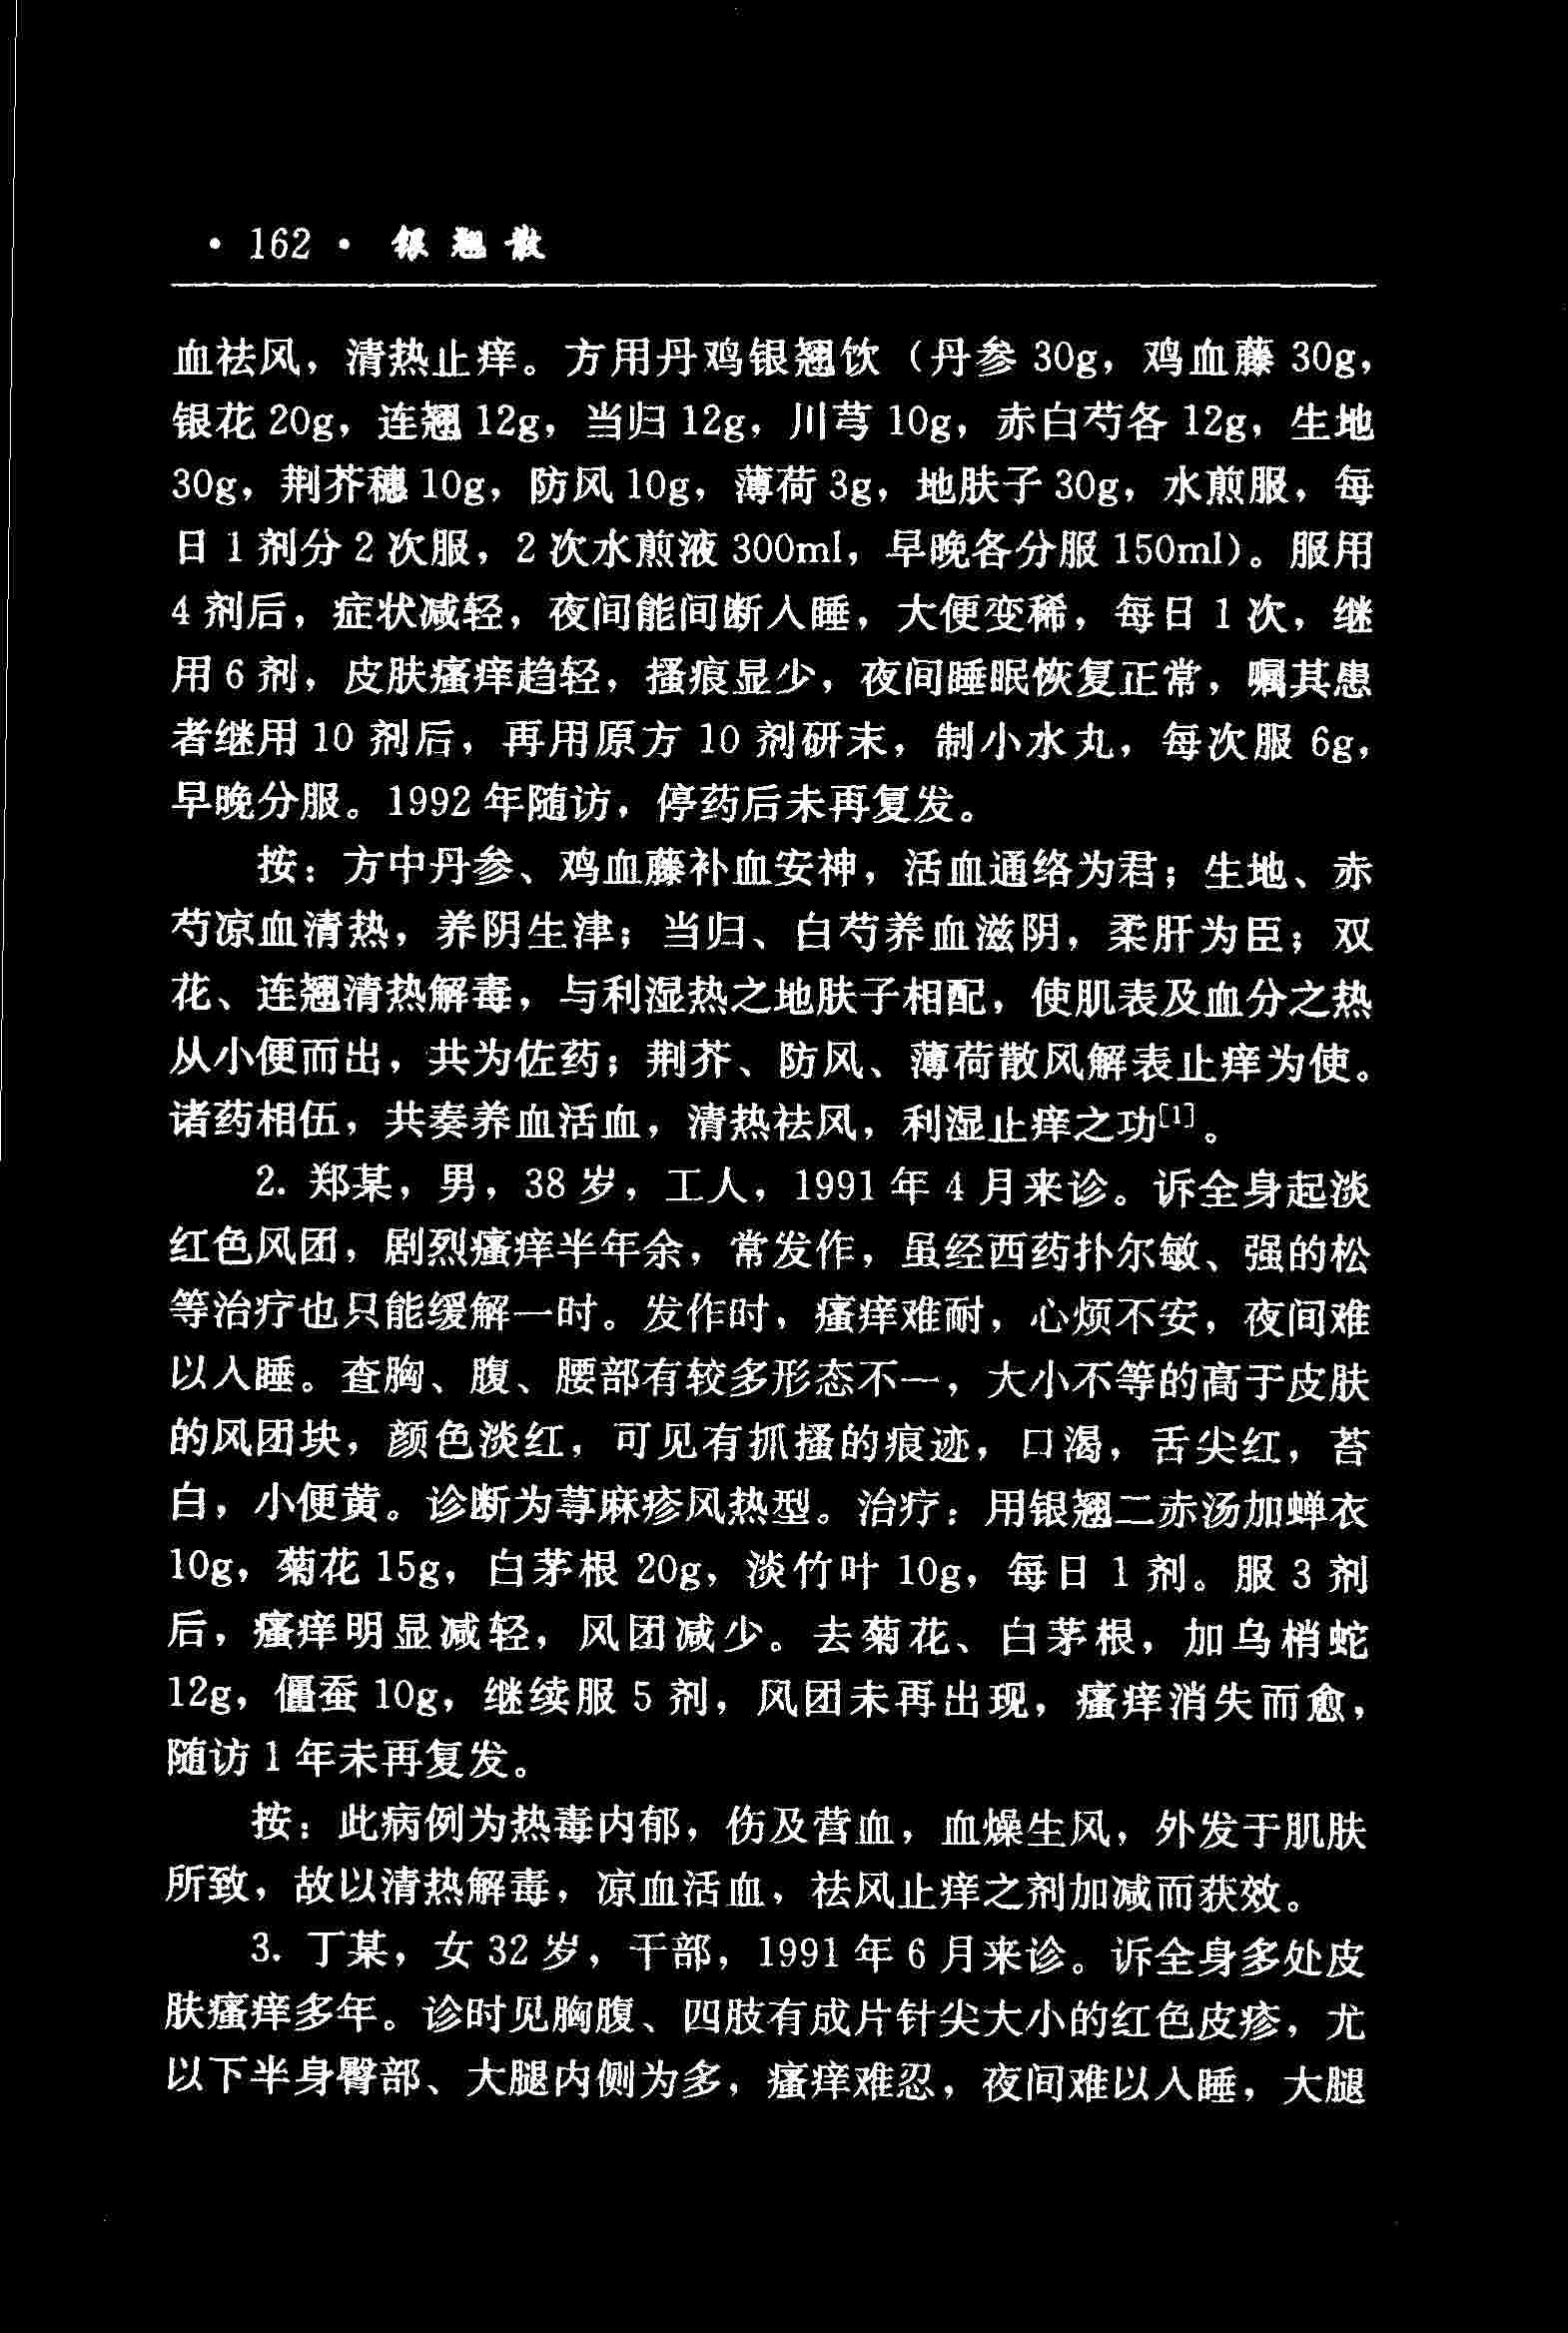 · 162 · 银翘散
血祛风，清热止痒。方用丹鸡银翘饮（丹参 30g，鸡血藤 30g，
银花 20g，连翘 12g，当归 12g，川芎 10g，赤白芍各 12g，生地
30g，荆芥穗 10g，防风 10g，薄荷 3g，地肤子 30g，水煎服，每
日 1 剂分 2 次服，2 次水煎液 300ml，早晚各分服 150ml）。服用
4 剂后，症状减轻，夜间能间断入睡，大便变稀，每日 1 次，继
用 6 剂，皮肤瘙痒趋轻，搔痕显少，夜间睡眠恢复正常，嘱其患
者继用 10 剂后，再用原方 10 剂研末，制小水丸，每次服 6g，
早晚分服。1992 年随访，停药后未再复发。
按：方中丹参、鸡血藤补血安神，活血通络为君；生地、赤
芍凉血清热，养阴生津；当归、白芍养血滋阴，柔肝为臣；双
花、连翘清热解毒，与利湿热之地肤子相配，使肌表及血分之热
从小便而出，共为佐药；荆芥、防风、薄荷散风解表止痒为使。
诸药相伍，共奏养血活血，清热祛风，利湿止痒之功[1]。
2. 郑某，男，38 岁，工人，1991 年 4 月来诊。诉全身起淡
红色风团，剧烈瘙痒半年余，常发作，虽经西药扑尔敏、强的松
等治疗也只能缓解一时。发作时，瘙痒难耐，心烦不安，夜间难
以入睡。查胸、腹、腰部有较多形态不一，大小不等的高于皮肤
的风团块，颜色淡红，可见有抓搔的痕迹，口渴，舌尖红，苔
白，小便黄。诊断为荨麻疹风热型。治疗：用银翘二赤汤加蝉衣
10g，菊花 15g，白茅根 20g，淡竹叶 10g，每日 1 剂。服 3 剂
后，瘙痒明显减轻，风团减少。去菊花、白茅根，加乌梢蛇
12g，僵蚕 10g，继续服 5 剂，风团未再出现，瘙痒消失而愈，
随访 1 年未再复发。
按：此病例为热毒内郁，伤及营血，血燥生风，外发于肌肤
所致，故以清热解毒，凉血活血，祛风止痒之剂加减而获效。
3. 丁某，女 32 岁，干部，1991 年 6 月来诊。诉全身多处皮
肤瘙痒多年。诊时见胸腹、四肢有成片针尖大小的红色皮疹，尤
以下半身臀部、大腿内侧为多，瘙痒难忍，夜间难以入睡，大腿